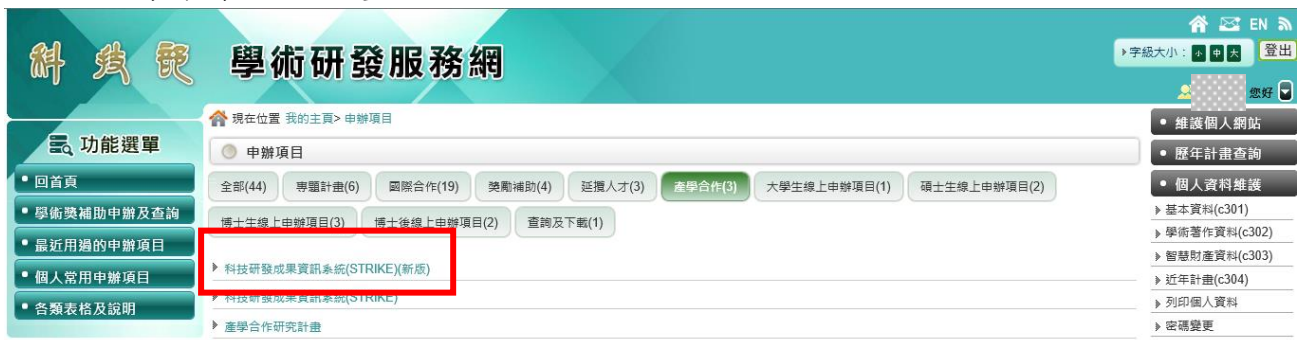 EN
科技部 學術研發服務網
字級大小： 小 中 大 登出
您好
功能選單
回首頁
學術獎補助申辦及查詢
最近用過的申辦項目
個人常用申辦項目
各類表格及說明
現在位置 我的主頁> 申辦項目
申辦項目
全部(44) 專題計畫(6) 國際合作(19) 獎勵補助(4) 延攬人才(3) 產學合作(3) 大學生線上申辦項目(1) 碩士生線上申辦項目(2)
博士生線上申辦項目(3) 博士後線上申辦項目(2) 查詢及下載(1)
科技研發成果資訊系統(STRIKE)(新版)
科技研發成果資訊系統(STRIKE)
產學合作研究計畫
維護個人網站
歷年計畫查詢
個人資料維護
基本資料(c301)
學術著作資料(c302)
智慧財產資料(c303)
近年計畫(c304)
列印個人資料
密碼變更